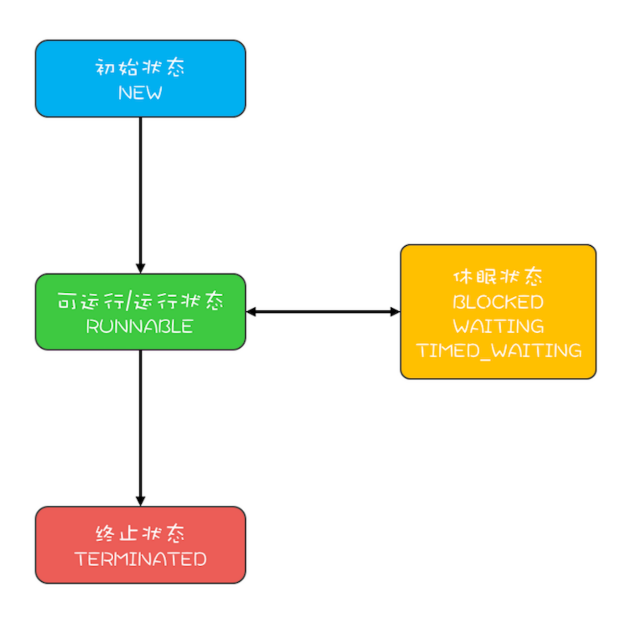 初始状态
NEW
可运行/运行状态
RUNNABLE
休眠状态
BLOCKED
WAITING
TIMED_WAITING
终止状态
TERMINATED